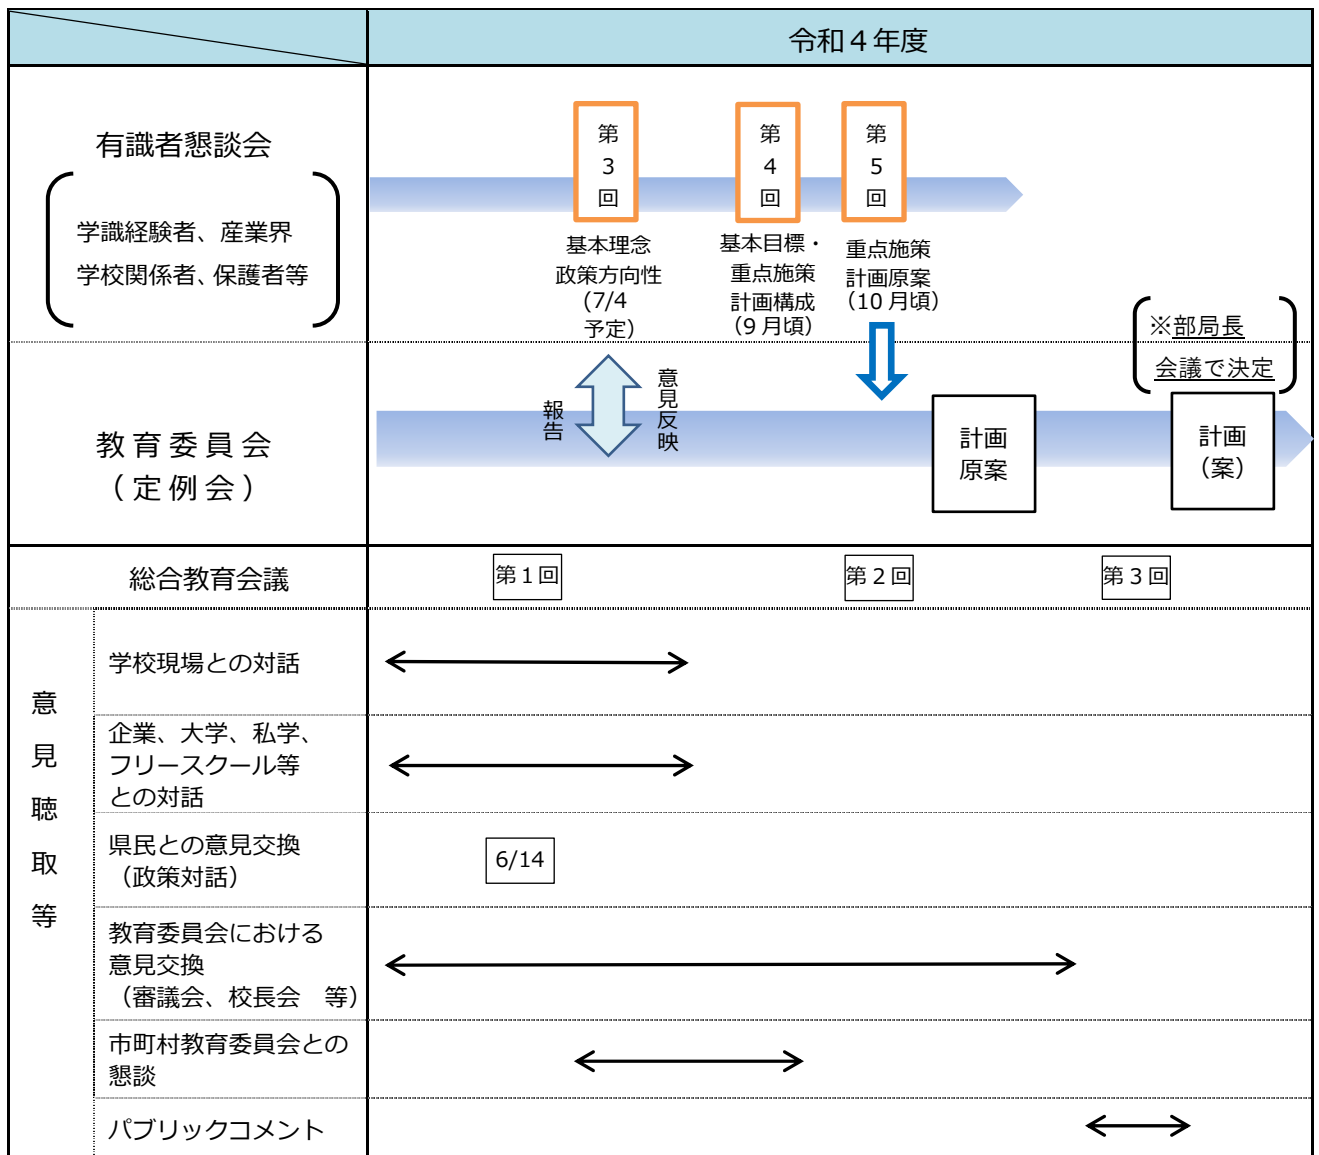 令和４年度
有識者懇談会
学識経験者、産業界
学校関係者、保護者等
第３回
基本理念
政策方向性
(7/4
予定）
第４回
基本目標・
重点施策
計画構成
（９月頃）
第５回
重点施策
計画原案
（10 月頃）
※部局長
会議で決定
教育委員会
（定例会）
報告
意見反映
計画
原案
計画
（案）
総合教育会議
第１回
第２回
第３回
意見聴取等
学校現場との対話
企業、大学、私学、
フリースクール等
との対話
県民との意見交換
（政策対話）
6/14
教育委員会における
意見交換
（審議会、校長会　等）
市町村教育委員会との
懇談
パブリックコメント